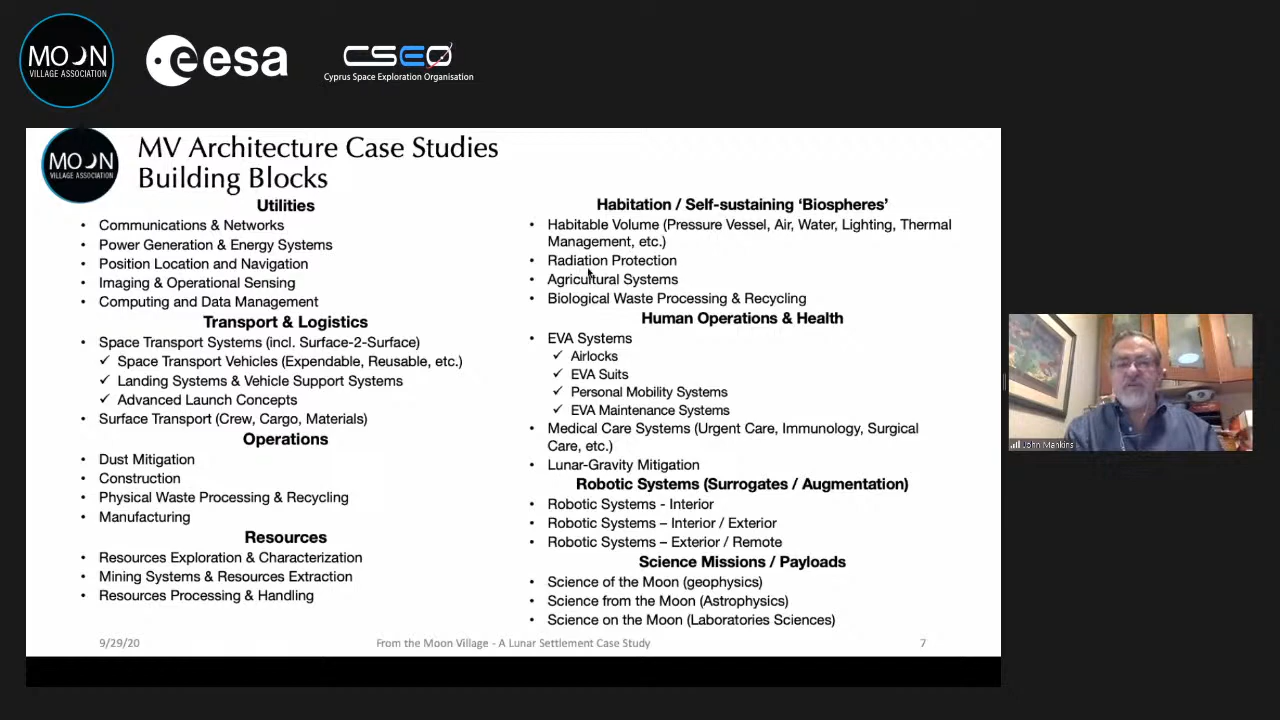 MOON
VILLAGE ASSOCIATION
esa
CSEO
Cyprus Space Exploration Organisation
MOON
VILLAGE ASSOCIATION
MV Architecture Case Studies
Building Blocks
Utilities
• Communications & Networks
• Power Generation & Energy Systems
• Position Location and Navigation
• Imaging & Operational Sensing
• Computing and Data Management
Transport & Logistics
• Space Transport Systems (incl. Surface-2-Surface)
✓ Space Transport Vehicles (Expendable, Reusable, etc.)
✓ Landing Systems & Vehicle Support Systems
✓ Advanced Launch Concepts
• Surface Transport (Crew, Cargo, Materials)
Operations
• Dust Mitigation
• Construction
• Physical Waste Processing & Recycling
• Manufacturing
Resources
• Resources Exploration & Characterization
• Mining Systems & Resources Extraction
• Resources Processing & Handling
Habitation / Self-sustaining ‘Biospheres’
• Habitable Volume (Pressure Vessel, Air, Water, Lighting, Thermal
Management, etc.)
• Radiation Protection
• Agricultural Systems
• Biological Waste Processing & Recycling
Human Operations & Health
• EVA Systems
✓ Airlocks
✓ EVA Suits
✓ Personal Mobility Systems
✓ EVA Maintenance Systems
• Medical Care Systems (Urgent Care, Immunology, Surgical
Care, etc.)
• Lunar-Gravity Mitigation
Robotic Systems (Surrogates / Augmentation)
• Robotic Systems - Interior
• Robotic Systems – Interior / Exterior
• Robotic Systems – Exterior / Remote
Science Missions / Payloads
• Science of the Moon (geophysics)
• Science from the Moon (Astrophysics)
• Science on the Moon (Laboratories Sciences)
9/29/20
From the Moon Village - A Lunar Settlement Case Study
7
John Mankins